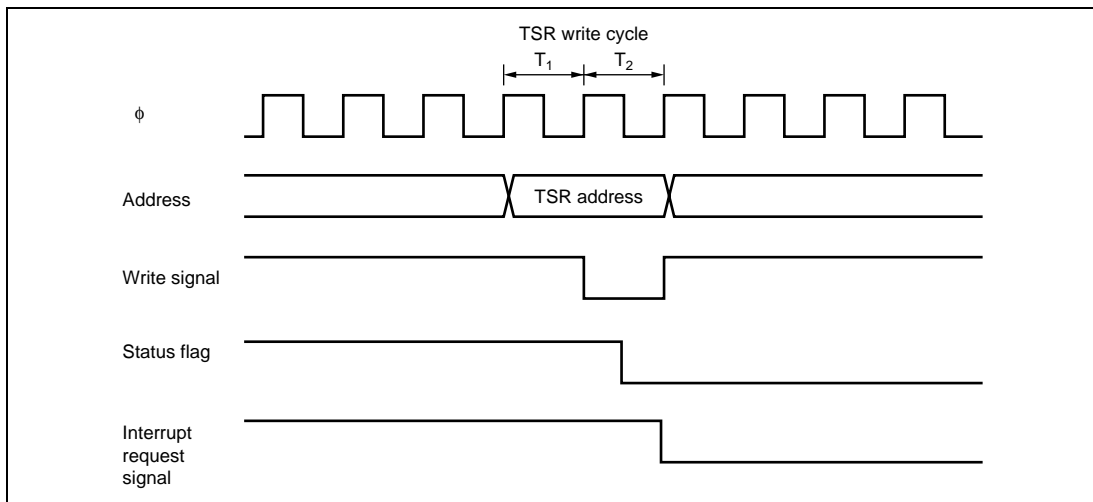 TSR write cycle
T₁ T₂
ϕ
Address
TSR address
Write signal
Status flag
Interrupt
request
signal